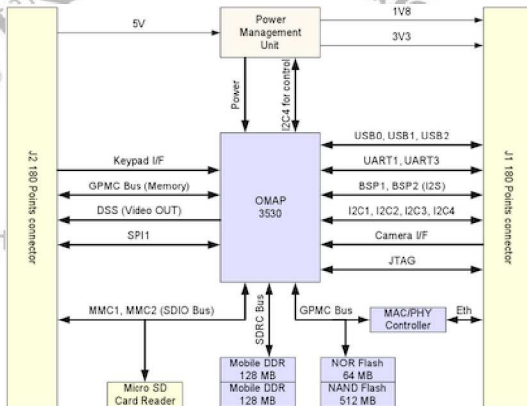 5V
Power
Management
Unit
1V8
3V3
Power
I2C4 for control
J2 180 Points connector
Keypad I/F
GPMC Bus (Memory)
DSS (Video OUT)
SPI1
OMAP
3530
USB0, USB1, USB2
UART1, UART3
BSP1, BSP2 (I2S)
I2C1, I2C2, I2C3, I2C4
Camera I/F
JTAG
J1 180 Points connector
MMC1, MMC2 (SDIO Bus)
SDRC Bus
GPMC Bus
MAC/PHY
Controller
Eth
Micro SD
Card Reader
Mobile DDR
128 MB
Mobile DDR
128 MB
NOR Flash
64 MB
NAND Flash
512 MB